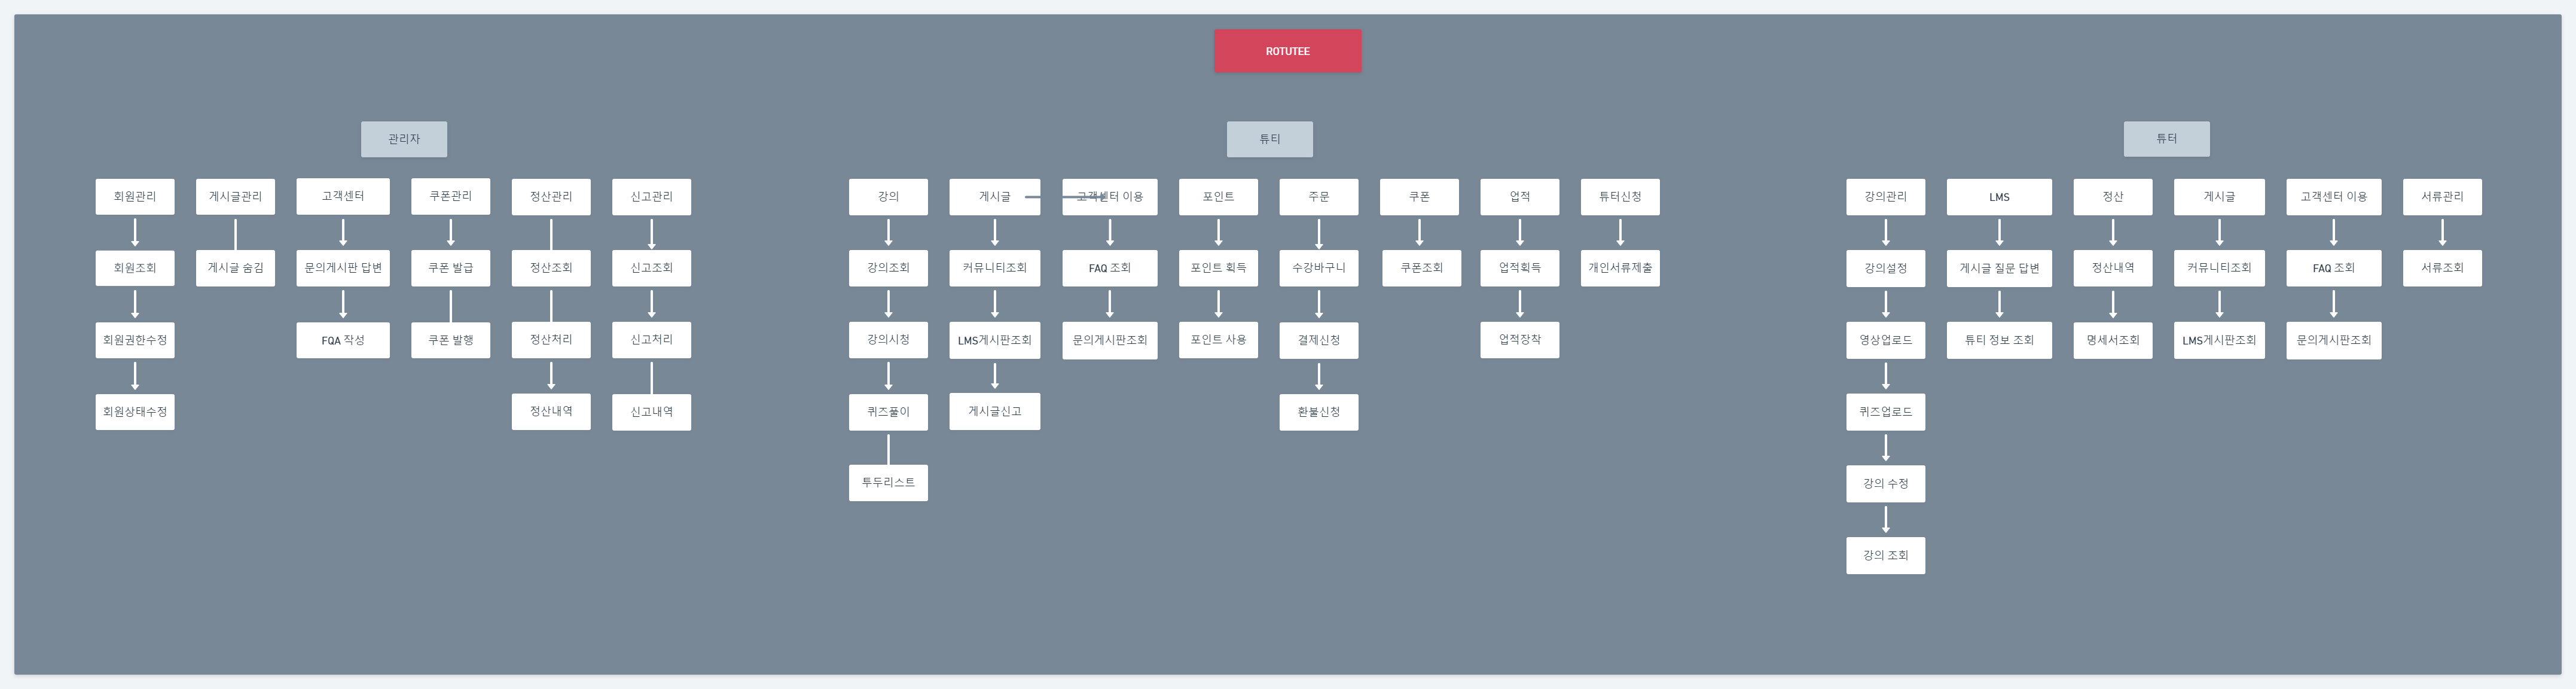 ROTUTEE
관리자
튜티
튜터
회원관리
게시글관리
고객센터
쿠폰관리
정산관리
신고관리
강의
게시글
고객센터 이용
포인트
주문
쿠폰
업적
튜터신청
강의관리
LMS
정산
게시글
고객센터 이용
서류관리
회원조회
게시글 숨김
문의게시판 답변
쿠폰 발급
정산조회
신고조회
강의조회
커뮤니티조회
FAQ 조회
포인트 획득
수강바구니
쿠폰조회
업적획득
개인서류제출
강의설정
게시글 질문 답변
정산내역
커뮤니티조회
FAQ 조회
서류조회
회원권한수정
FQA 작성
쿠폰 발행
정산처리
신고처리
강의시청
LMS게시판조회
문의게시판조회
포인트 사용
결제신청
업적장착
영상업로드
튜티 정보 조회
명세서조회
LMS게시판조회
문의게시판조회
회원상태수정
정산내역
신고내역
퀴즈풀이
게시글신고
환불신청
퀴즈업로드
투두리스트
강의 수정
강의 조회